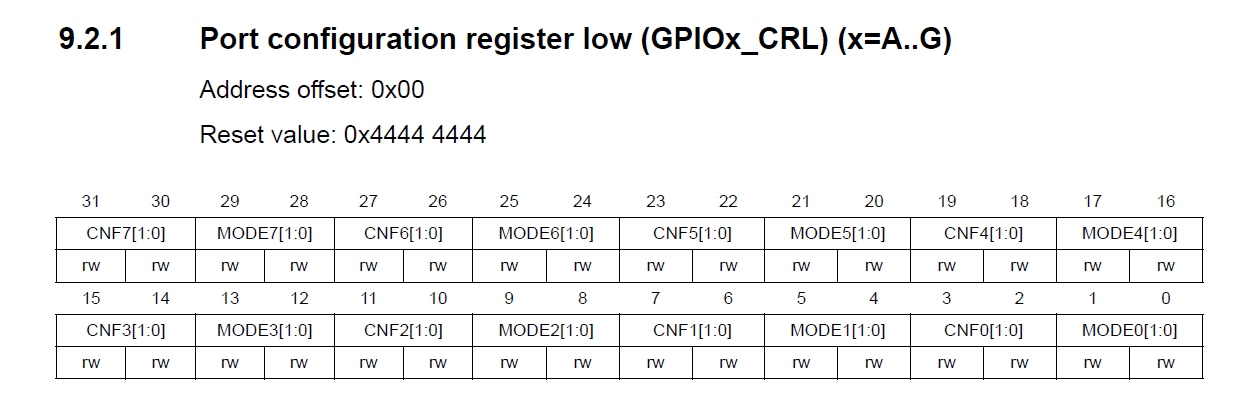 9.2.1 Port configuration register low (GPIOx_CRL) (x=A..G)
Address offset: 0x00
Reset value: 0x4444 4444
31 30 29 28 27 26 25 24 23 22 21 20 19 18 17 16
CNF7[1:0] MODE7[1:0] CNF6[1:0] MODE6[1:0] CNF5[1:0] MODE5[1:0] CNF4[1:0] MODE4[1:0]
rw rw rw rw rw rw rw rw rw rw rw rw rw rw rw rw
15 14 13 12 11 10 9 8 7 6 5 4 3 2 1 0
CNF3[1:0] MODE3[1:0] CNF2[1:0] MODE2[1:0] CNF1[1:0] MODE1[1:0] CNF0[1:0] MODE0[1:0]
rw rw rw rw rw rw rw rw rw rw rw rw rw rw rw rw